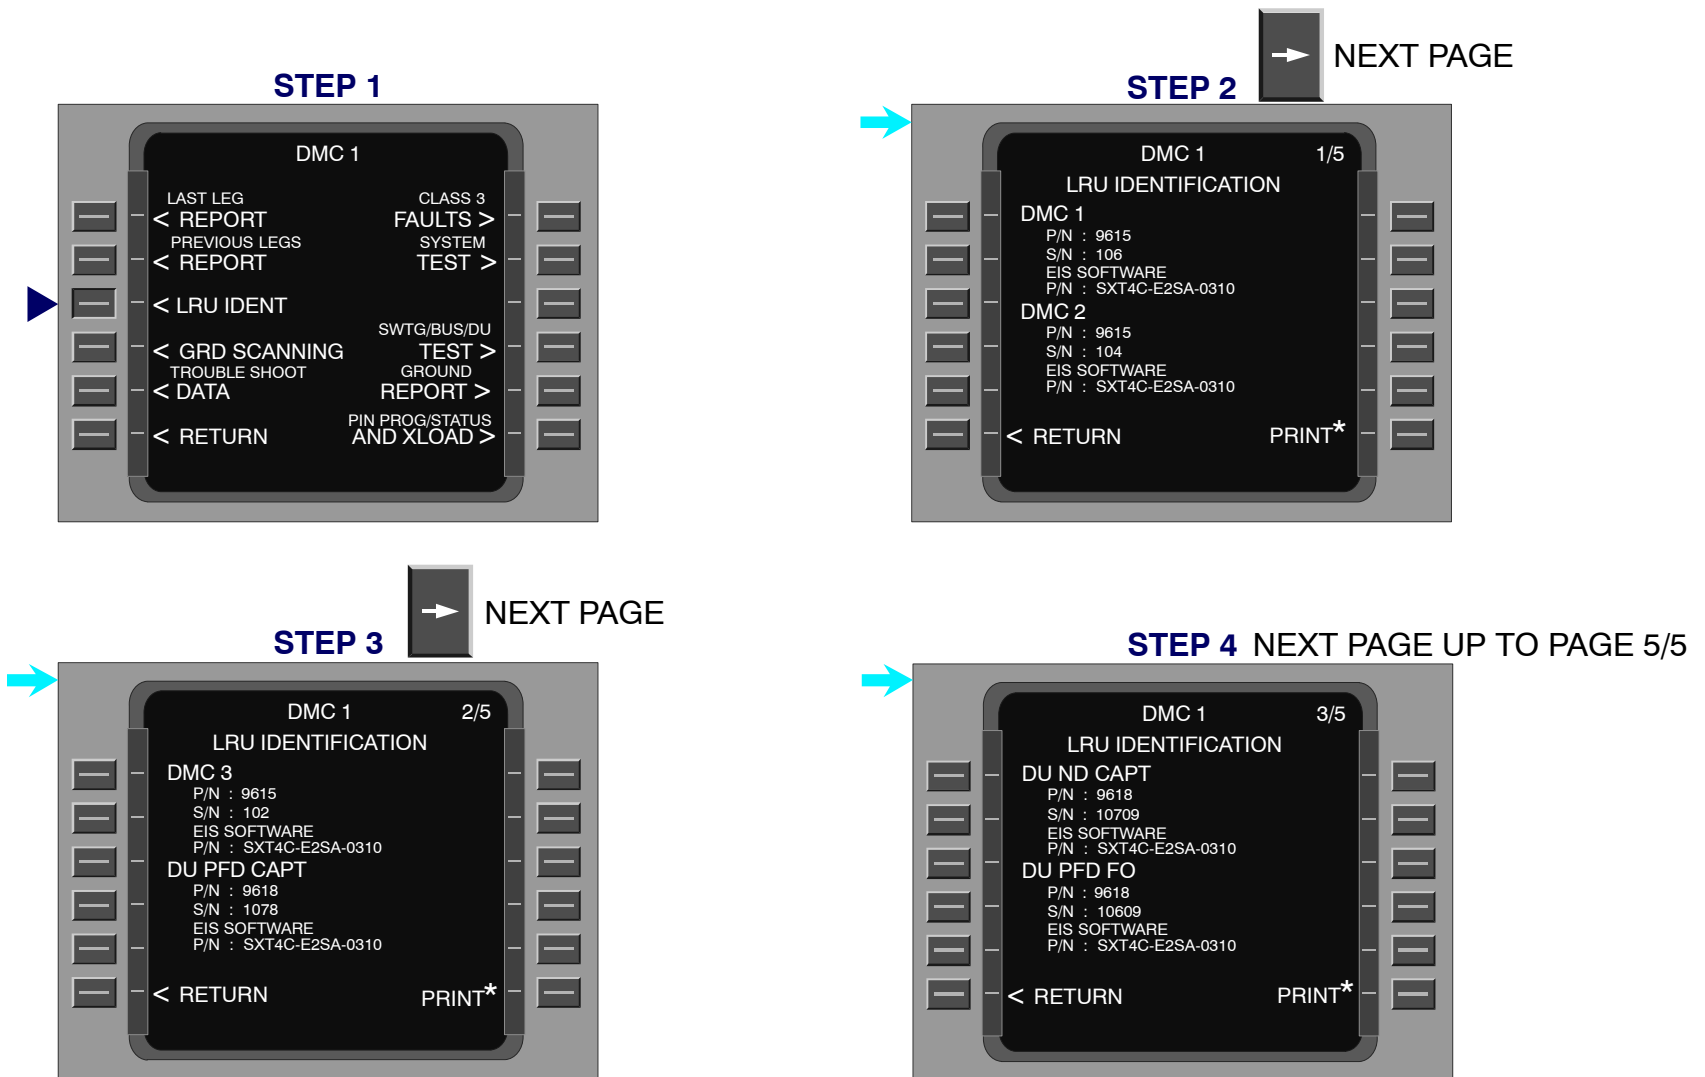 NEXT PAGE
STEP 1
STEP 2
DMC 1
LAST LEG
CLASS 3
< REPORT
FAULTS >
PREVIOUS LEGS
SYSTEM
< REPORT
TEST >
< LRU IDENT
SWTG/BUS/DU
< GRD SCANNING
TEST >
TROUBLE SHOOT
GROUND
< DATA
REPORT >
PIN PROG/STATUS
< RETURN
AND XLOAD >
DMC 1 1/5
LRU IDENTIFICATION
DMC 1
P/N : 9615
S/N : 106
EIS SOFTWARE
P/N : SXT4C-E2SA-0310
DMC 2
P/N : 9615
S/N : 104
EIS SOFTWARE
P/N : SXT4C-E2SA-0310
< RETURN PRINT*
NEXT PAGE
STEP 3
DMC 1 2/5
LRU IDENTIFICATION
DMC 3
P/N : 9615
S/N : 102
EIS SOFTWARE
P/N : SXT4C-E2SA-0310
DU PFD CAPT
P/N : 9618
S/N : 1078
EIS SOFTWARE
P/N : SXT4C-E2SA-0310
< RETURN PRINT*
STEP 4 NEXT PAGE UP TO PAGE 5/5
DMC 1 3/5
LRU IDENTIFICATION
DU ND CAPT
P/N : 9618
S/N : 10709
EIS SOFTWARE
P/N : SXT4C-E2SA-0310
DU PFD FO
P/N : 9618
S/N : 10609
EIS SOFTWARE
P/N : SXT4C-E2SA-0310
< RETURN PRINT*